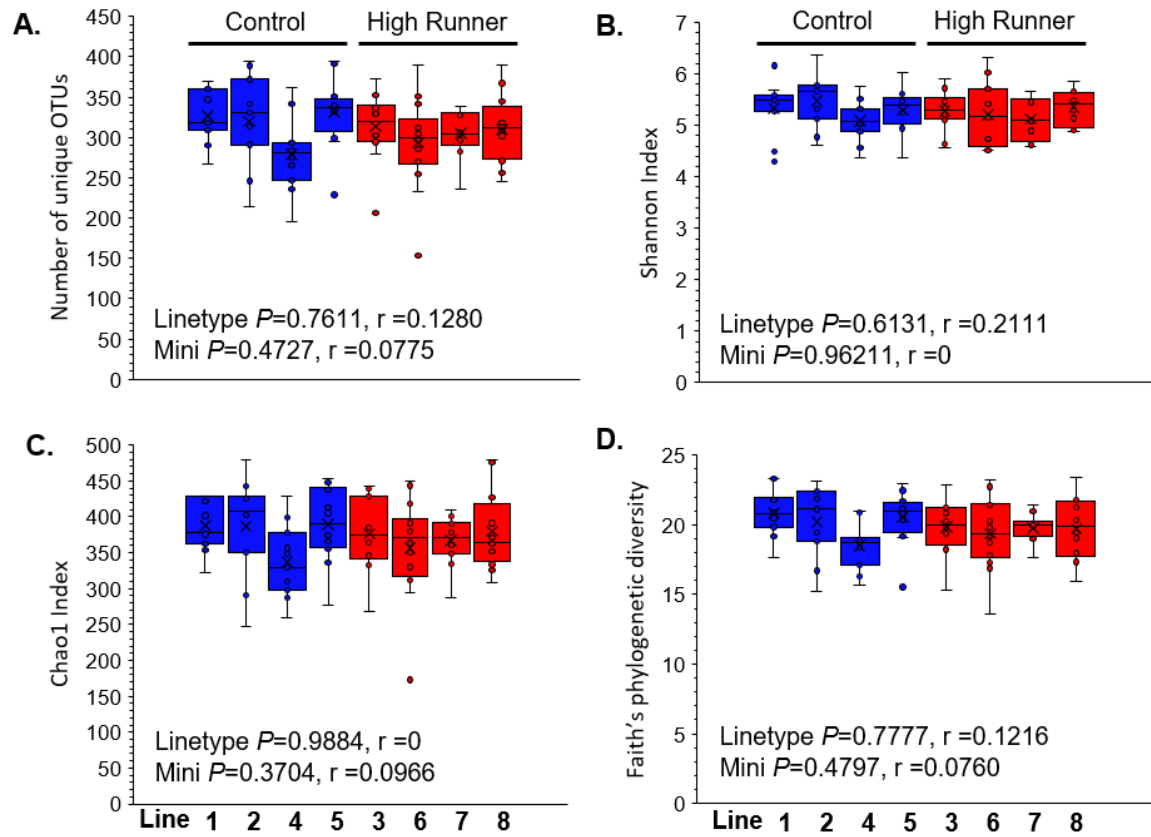 A.
Control High Runner
Number of unique OTUs
450
400
350
300
250
200
150
100
50
0
Linetype P=0.7611, r =0.1280
Mini P=0.4727, r =0.0775
B.
Control High Runner
Shannon Index
7
6
5
4
3
2
1
0
Linetype P=0.6131, r =0.2111
Mini P=0.96211, r =0
C.
Chao1 Index
500
450
400
350
300
250
200
150
100
50
0
Linetype P=0.9884, r =0
Mini P=0.3704, r =0.0966
Line 1 2 4 5 3 6 7 8
D.
Faith's phylogenetic diversity
25
20
15
10
5
0
Linetype P=0.7777, r =0.1216
Mini P=0.4797, r =0.0760
1 2 4 5 3 6 7 8